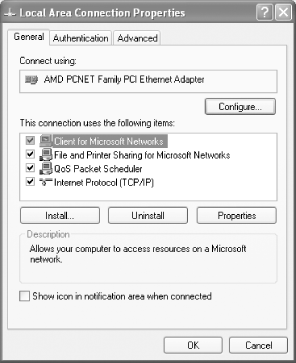 Local Area Connection Properties
General Authentication Advanced
Connect using:
AMD PCNET Family PCI Ethernet Adapter
Configure...
This connection uses the following items:
Client for Microsoft Networks
File and Printer Sharing for Microsoft Networks
QoS Packet Scheduler
Internet Protocol (TCP/IP)
Install... Uninstall Properties
Description
Allows your computer to access resources on a Microsoft
network.
Show icon in notification area when connected
OK Cancel